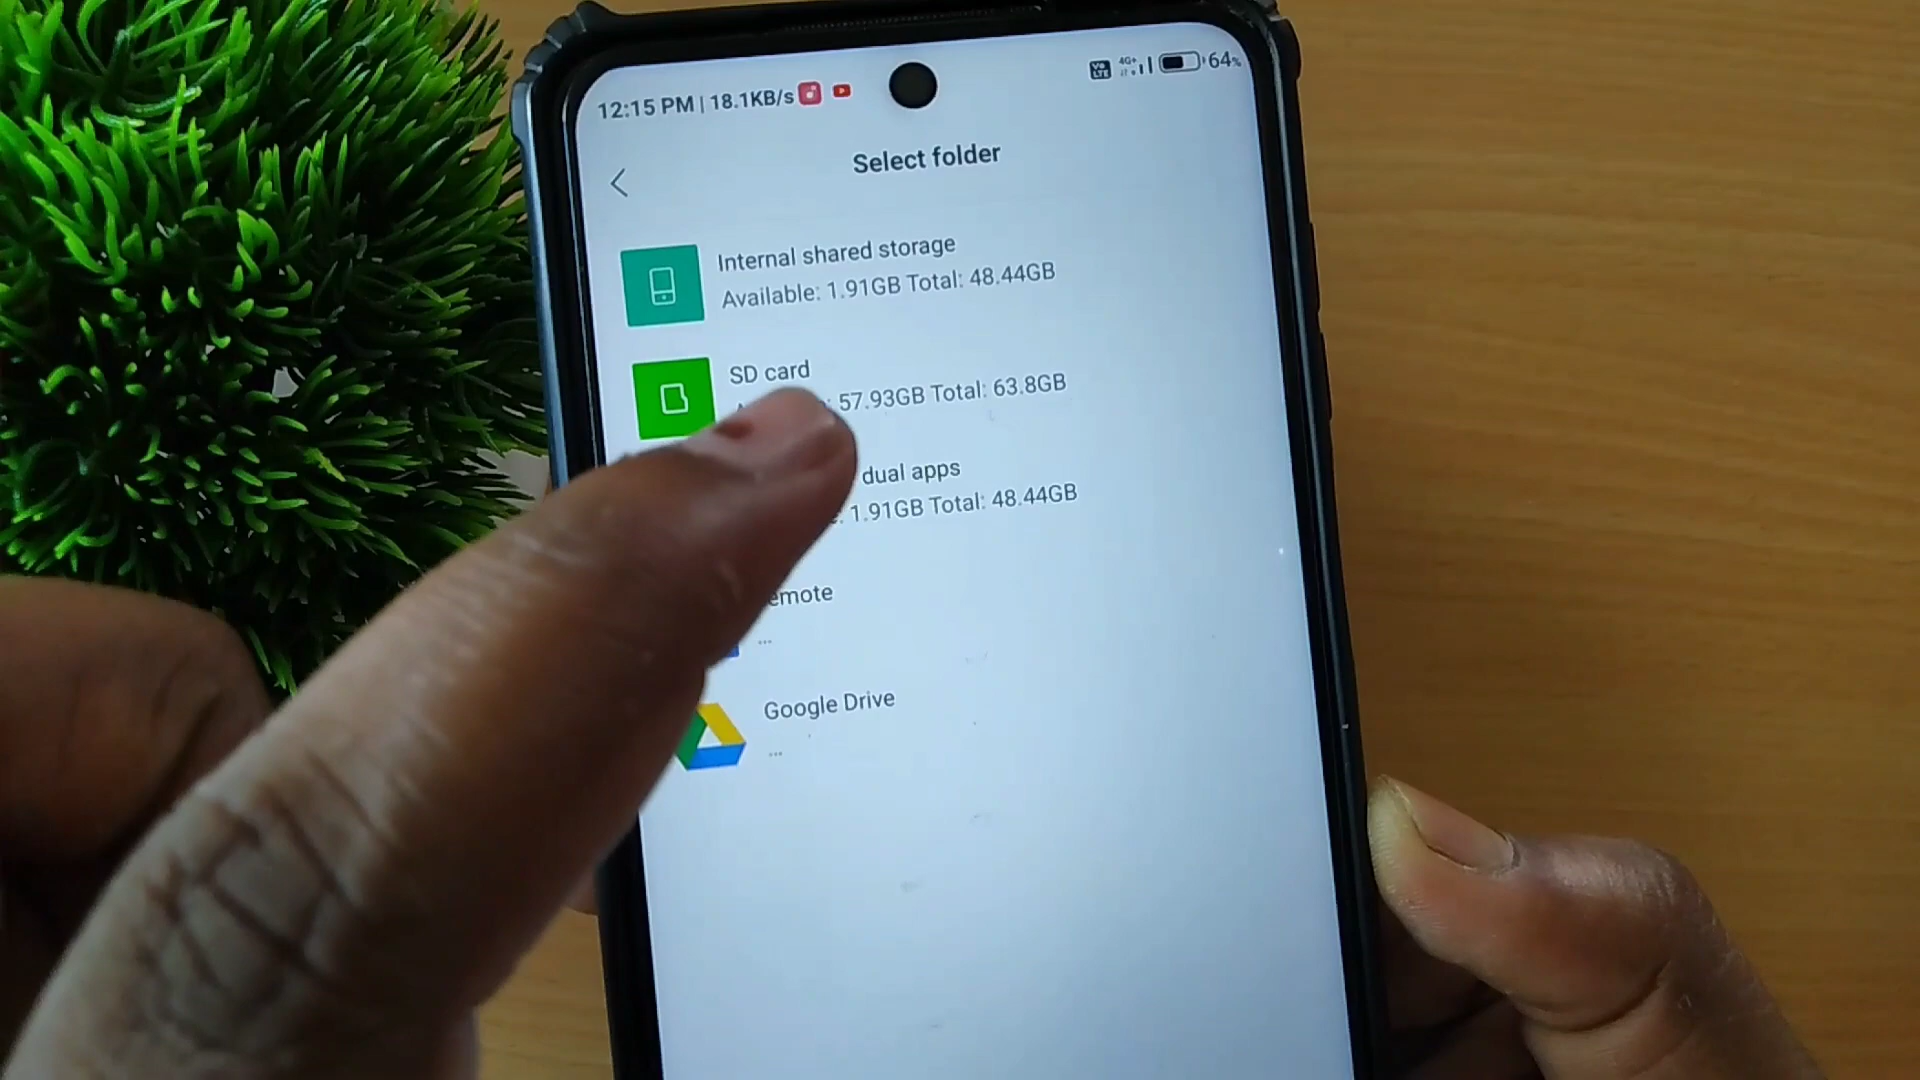 12:15 PM | 18.1KB/s
4G+ 64%
Select folder
Internal shared storage
Available: 1.91GB Total: 48.44GB
SD card
57.93GB Total: 63.8GB
dual apps
1.91GB Total: 48.44GB
emote
...
Google Drive
...